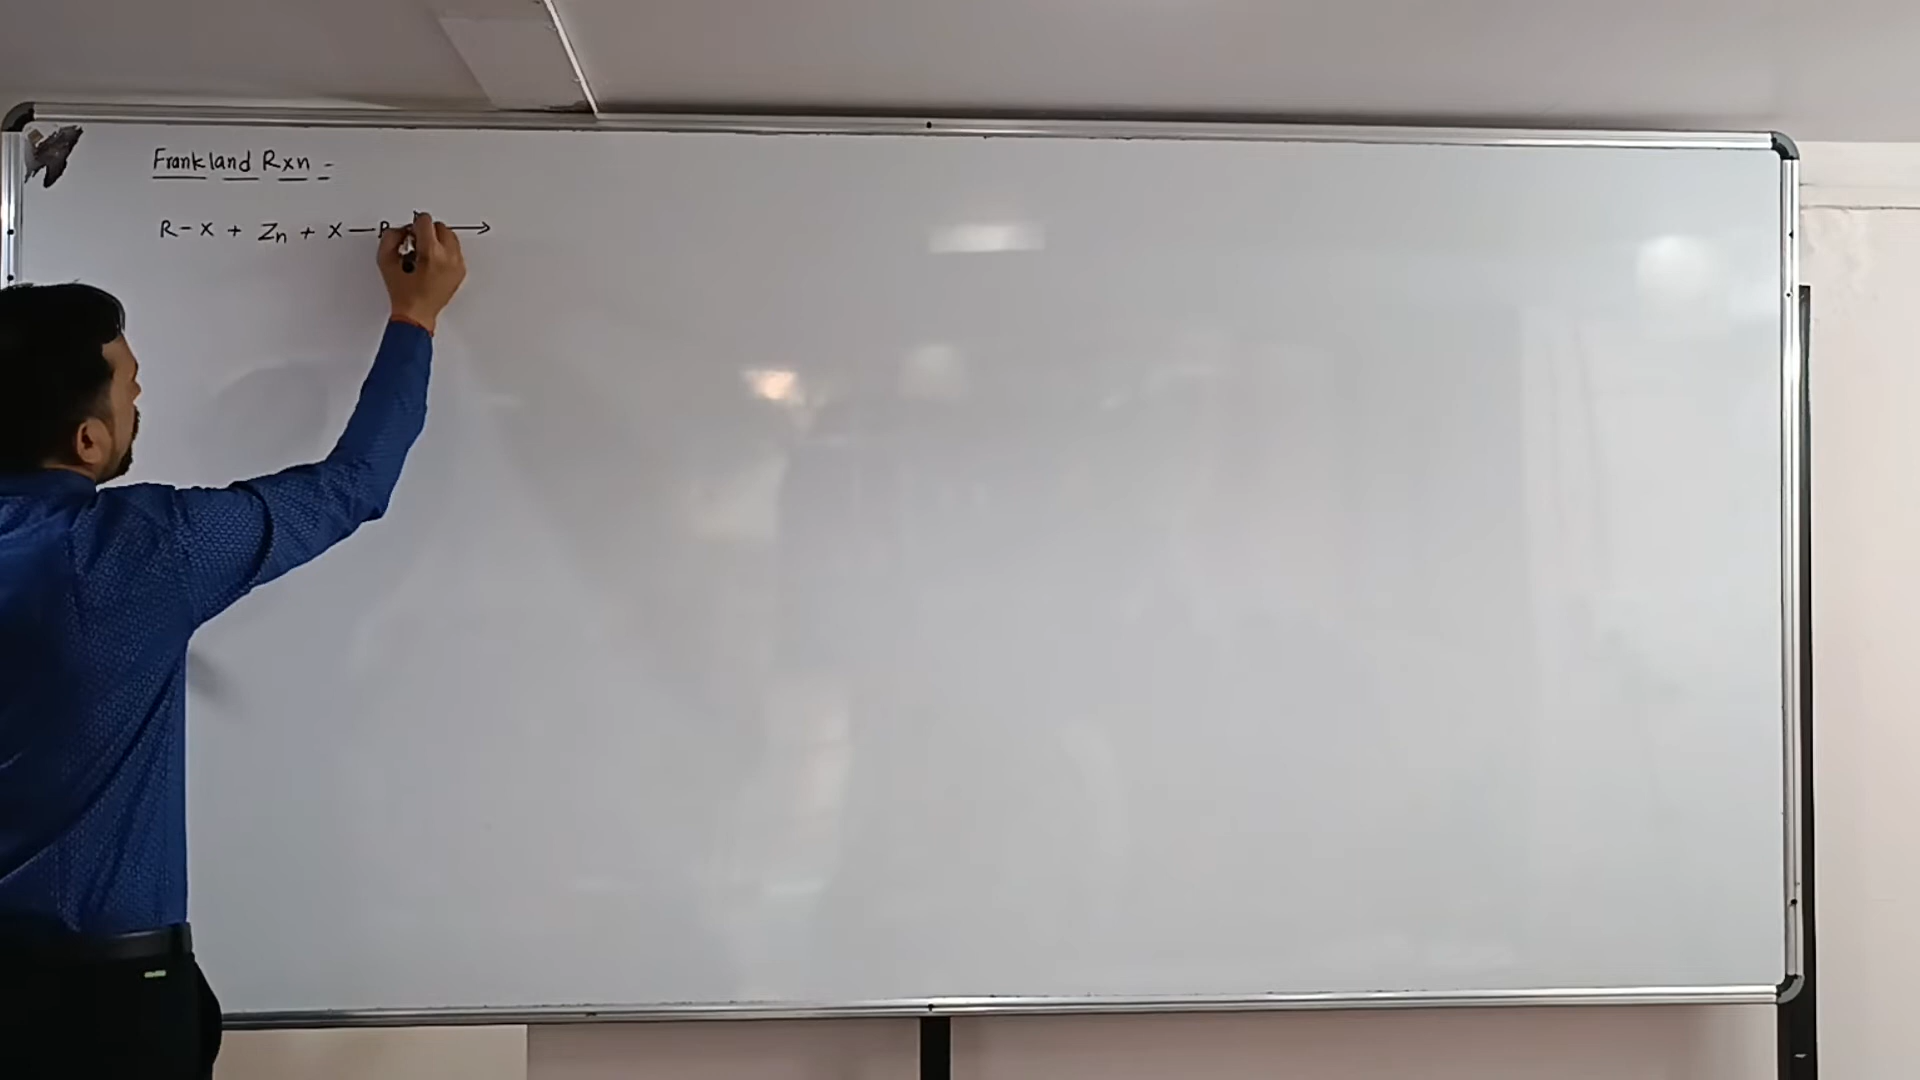 Frankland Rxn -
R-X + Zn + X—R ⟶